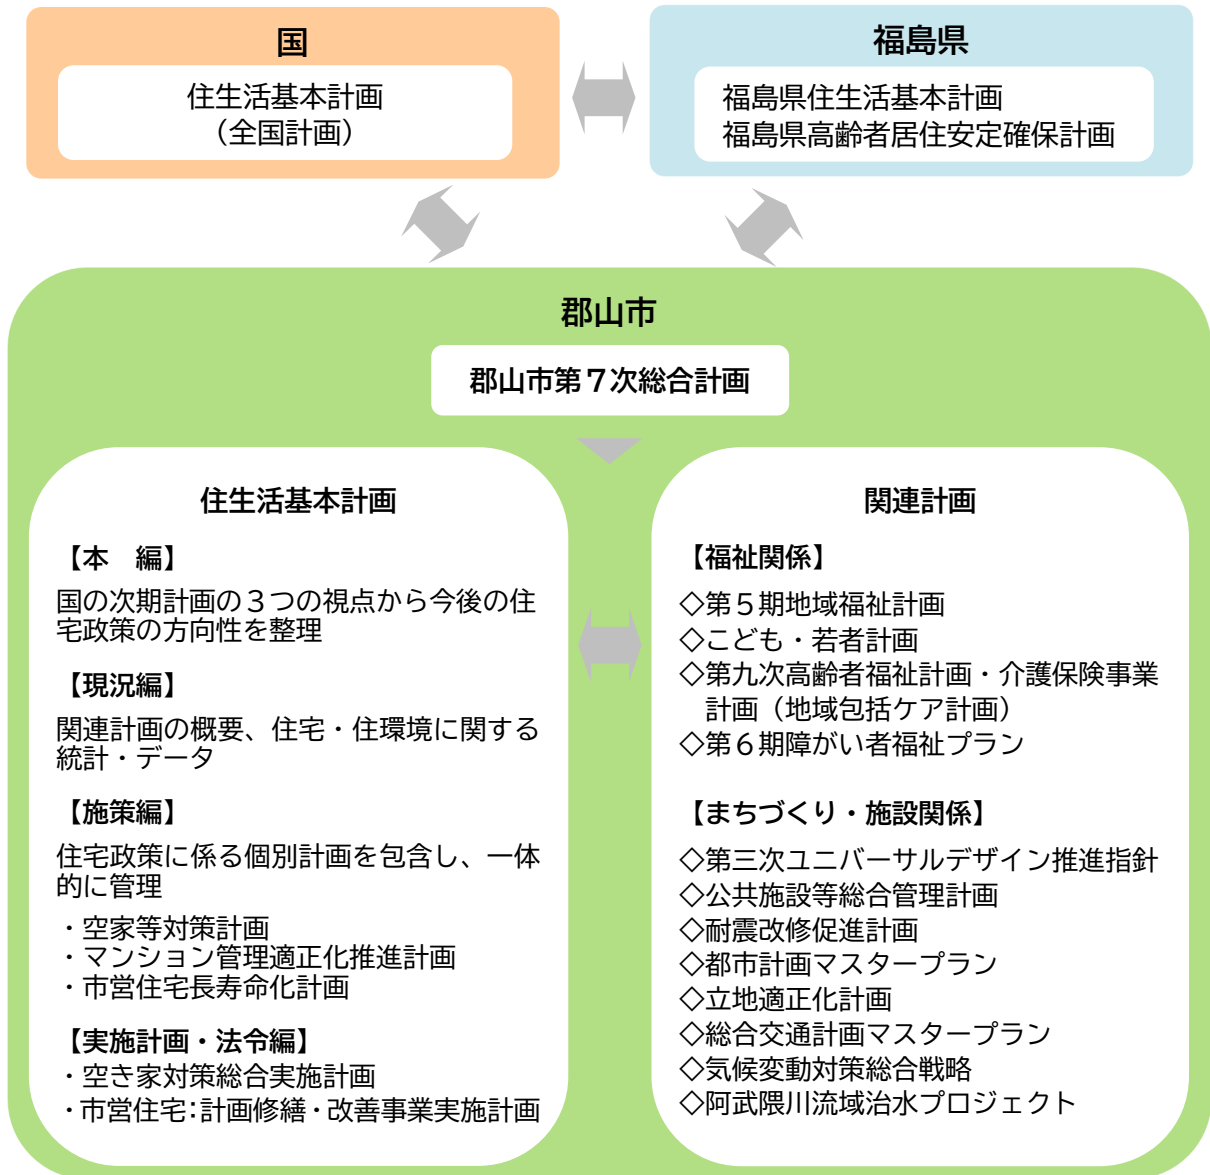 国
住生活基本計画
（全国計画）
福島県
福島県住生活基本計画
福島県高齢者居住安定確保計画
郡山市
郡山市第７次総合計画
住生活基本計画
【本　編】
国の次期計画の３つの視点から今後の住
宅政策の方向性を整理
【現況編】
関連計画の概要、住宅・住環境に関する
統計・データ
【施策編】
住宅政策に係る個別計画を包含し、一体
的に管理
・空家等対策計画
・マンション管理適正化推進計画
・市営住宅長寿命化計画
【実施計画・法令編】
・空き家対策総合実施計画
・市営住宅：計画修繕・改善事業実施計画
関連計画
【福祉関係】
◇第５期地域福祉計画
◇こども・若者計画
◇第九次高齢者福祉計画・介護保険事業
計画（地域包括ケア計画）
◇第６期障がい者福祉プラン
【まちづくり・施設関係】
◇第三次ユニバーサルデザイン推進指針
◇公共施設等総合管理計画
◇耐震改修促進計画
◇都市計画マスタープラン
◇立地適正化計画
◇総合交通計画マスタープラン
◇気候変動対策総合戦略
◇阿武隈川流域治水プロジェクト